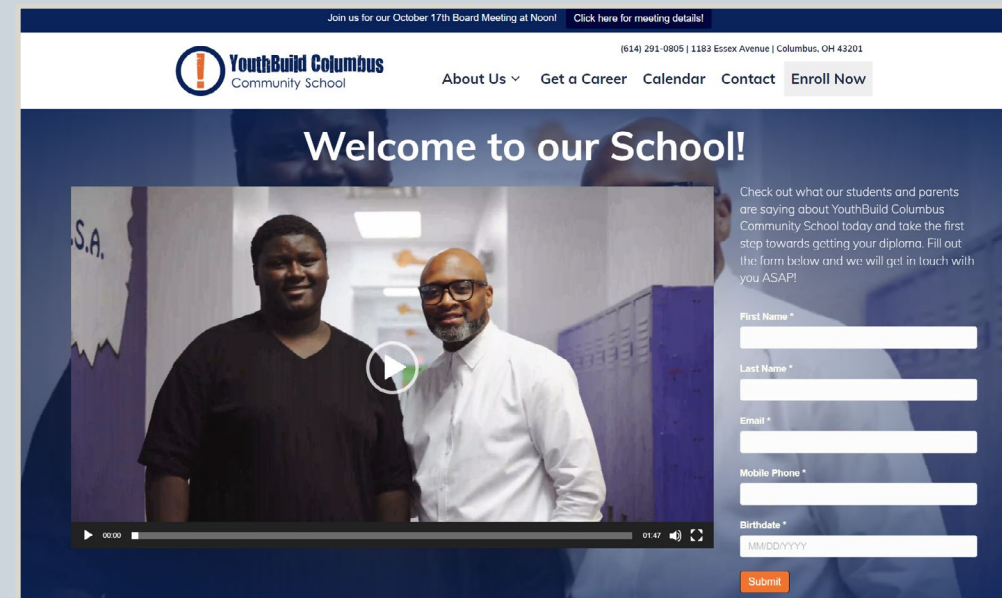 Join us for our October 17th Board Meeting at Noon! Click here for meeting details!
(614) 291-0805 | 1183 Essex Avenue | Columbus, OH 43201
YouthBuild Columbus
Community School
About Us Get a Career Calendar Contact Enroll Now
Welcome to our School!
S.A.
Check out what our students and parents
are saying about YouthBuild Columbus
Community School today and take the first
step towards getting your diploma. Fill out
the form below and we will get in touch with
you ASAP!
First Name *
Last Name *
Email *
Mobile Phone *
Birthdate *
MM/DD/YYYY
Submit
00:00 01:47